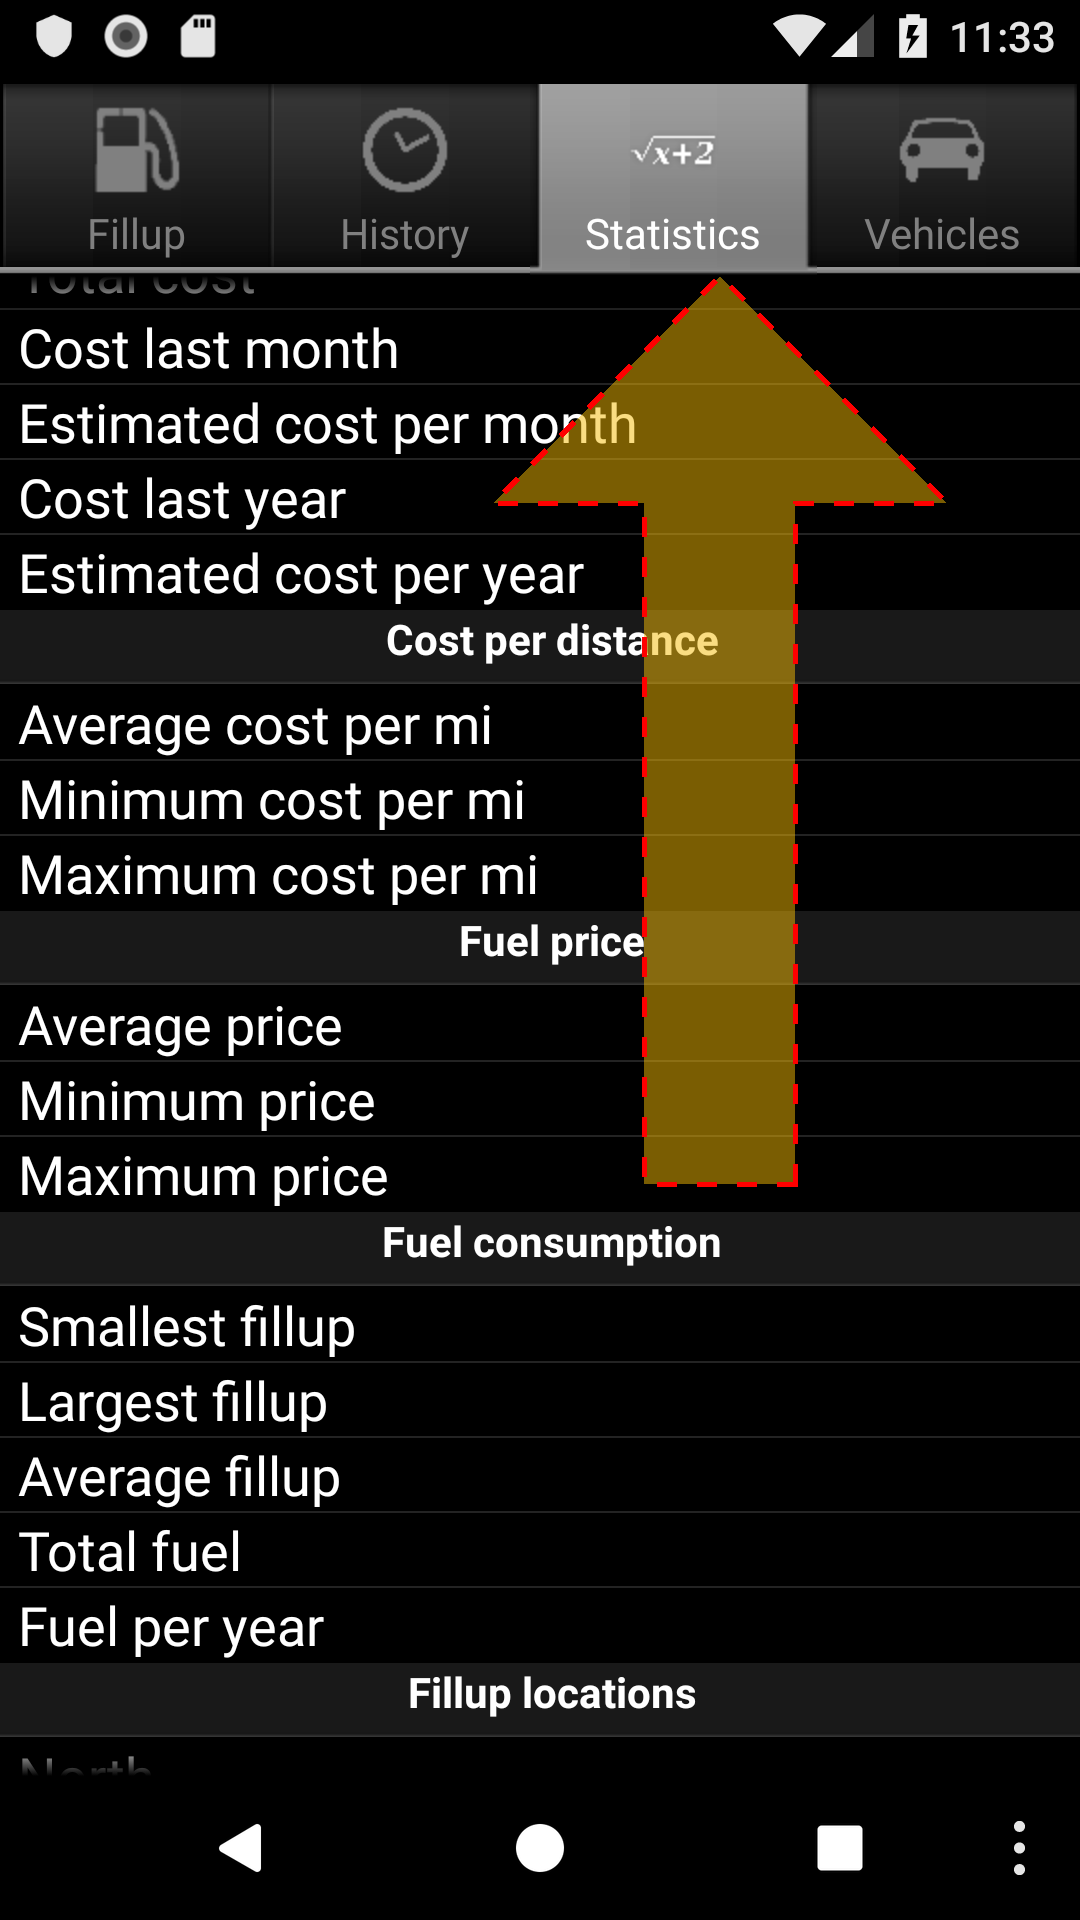 11:33
Fillup
History
√x+2
Statistics
Vehicles
Total cost
Cost last month
Estimated cost per month
Cost last year
Estimated cost per year
Cost per distance
Average cost per mi
Minimum cost per mi
Maximum cost per mi
Fuel price
Average price
Minimum price
Maximum price
Fuel consumption
Smallest fillup
Largest fillup
Average fillup
Total fuel
Fuel per year
Fillup locations
North